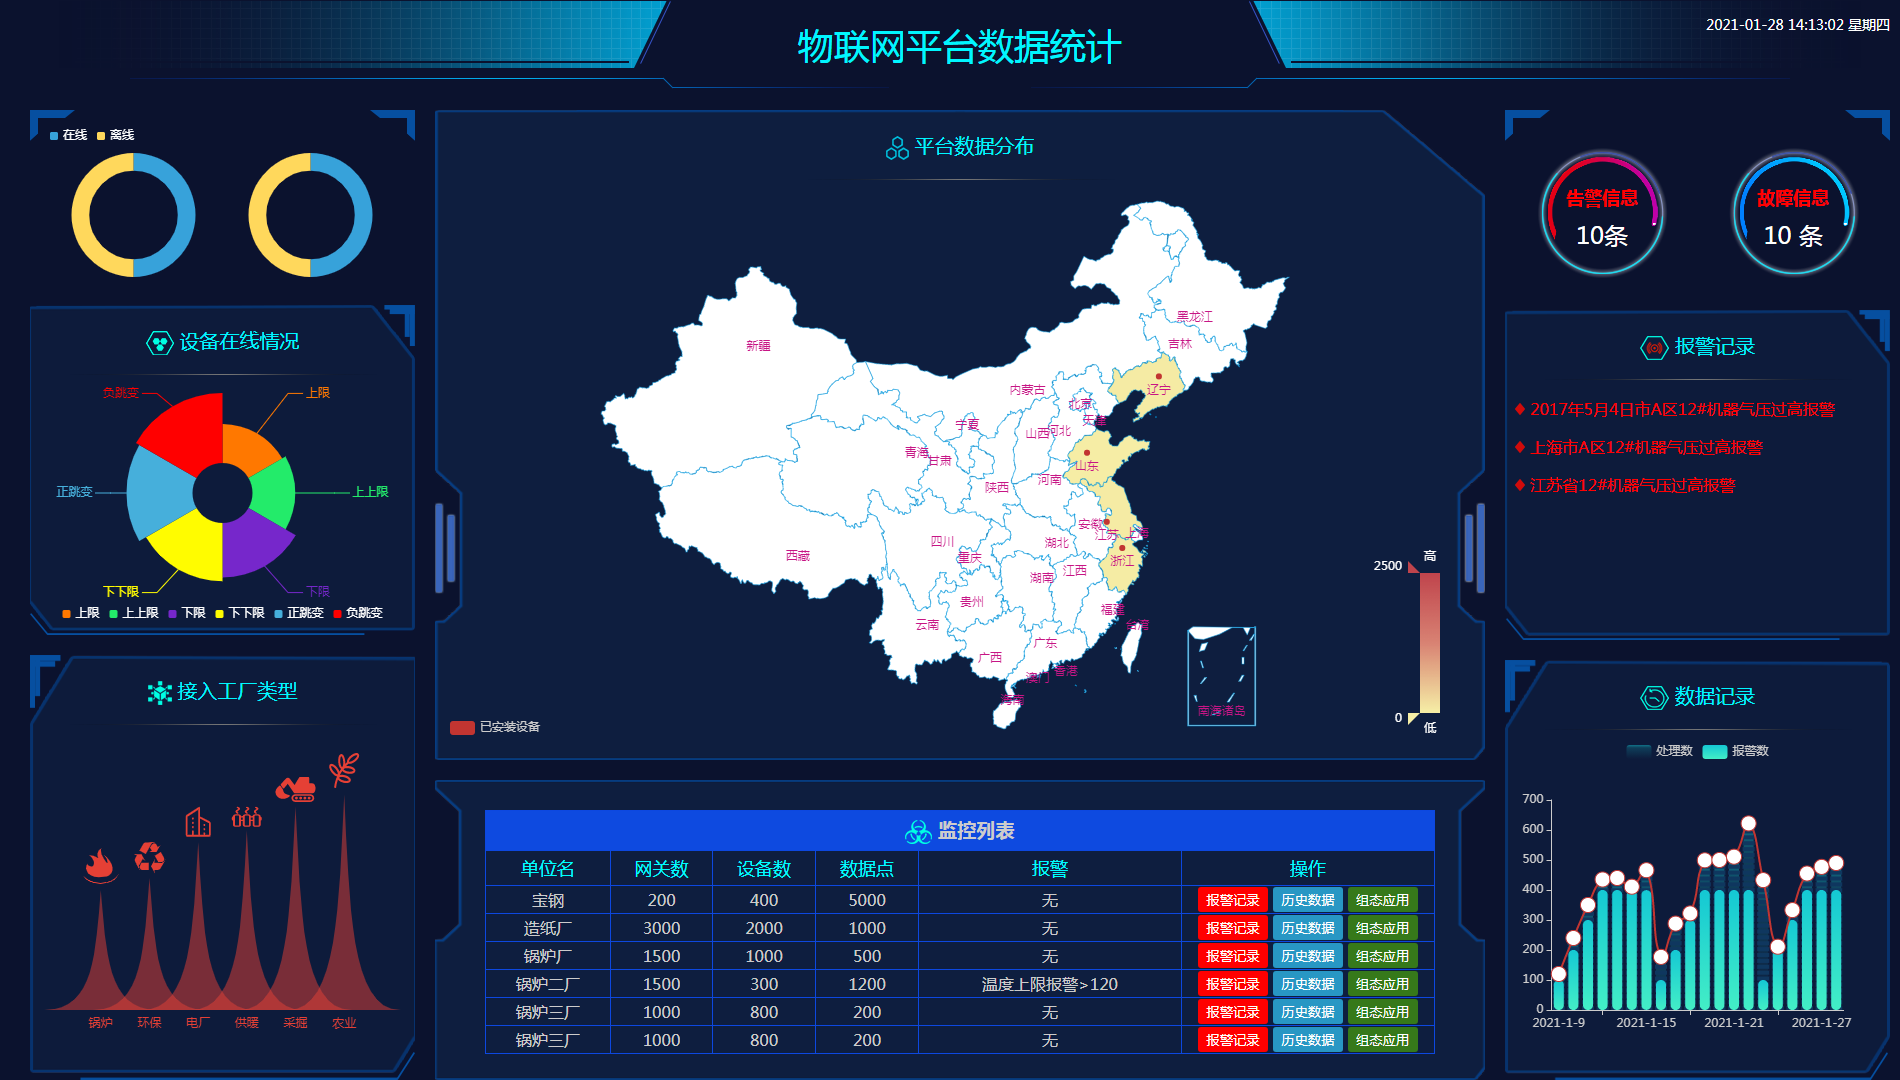 物联网平台数据统计
2021-01-28 14:13:02 星期四
在线 离线
设备在线情况
负跳变 上限
正跳变 上上限
下下限 下限
上限 上上限 下限 下下限 正跳变 负跳变
接入工厂类型
锅炉 环保 电厂 供暖 采掘 农业
平台数据分布
黑龙江
吉林
新疆
辽宁
内蒙古
北京
天津
宁夏
山西
河北
青海
甘肃
山东
河南
陕西
安徽
江苏
上海
四川
湖北
重庆
西藏
浙江
湖南
江西
贵州
福建
云南
台湾
广东
广西
香港
澳门
海南
南海诸岛
高
2500
0
低
已安装设备
监控列表
单位名 网关数 设备数 数据点 报警 操作
宝钢 200 400 5000 无 报警记录 历史数据 组态应用
造纸厂 3000 2000 1000 无 报警记录 历史数据 组态应用
锅炉厂 1500 1000 500 无 报警记录 历史数据 组态应用
锅炉二厂 1500 300 1200 温度上限报警>120 报警记录 历史数据 组态应用
锅炉三厂 1000 800 200 无 报警记录 历史数据 组态应用
锅炉三厂 1000 800 200 无 报警记录 历史数据 组态应用
告警信息
10条
故障信息
10 条
报警记录
2017年5月4日市A区12#机器气压过高报警
上海市A区12#机器气压过高报警
江苏省12#机器气压过高报警
数据记录
处理数 报警数
700
600
500
400
300
200
100
0
2021-1-9 2021-1-15 2021-1-21 2021-1-27